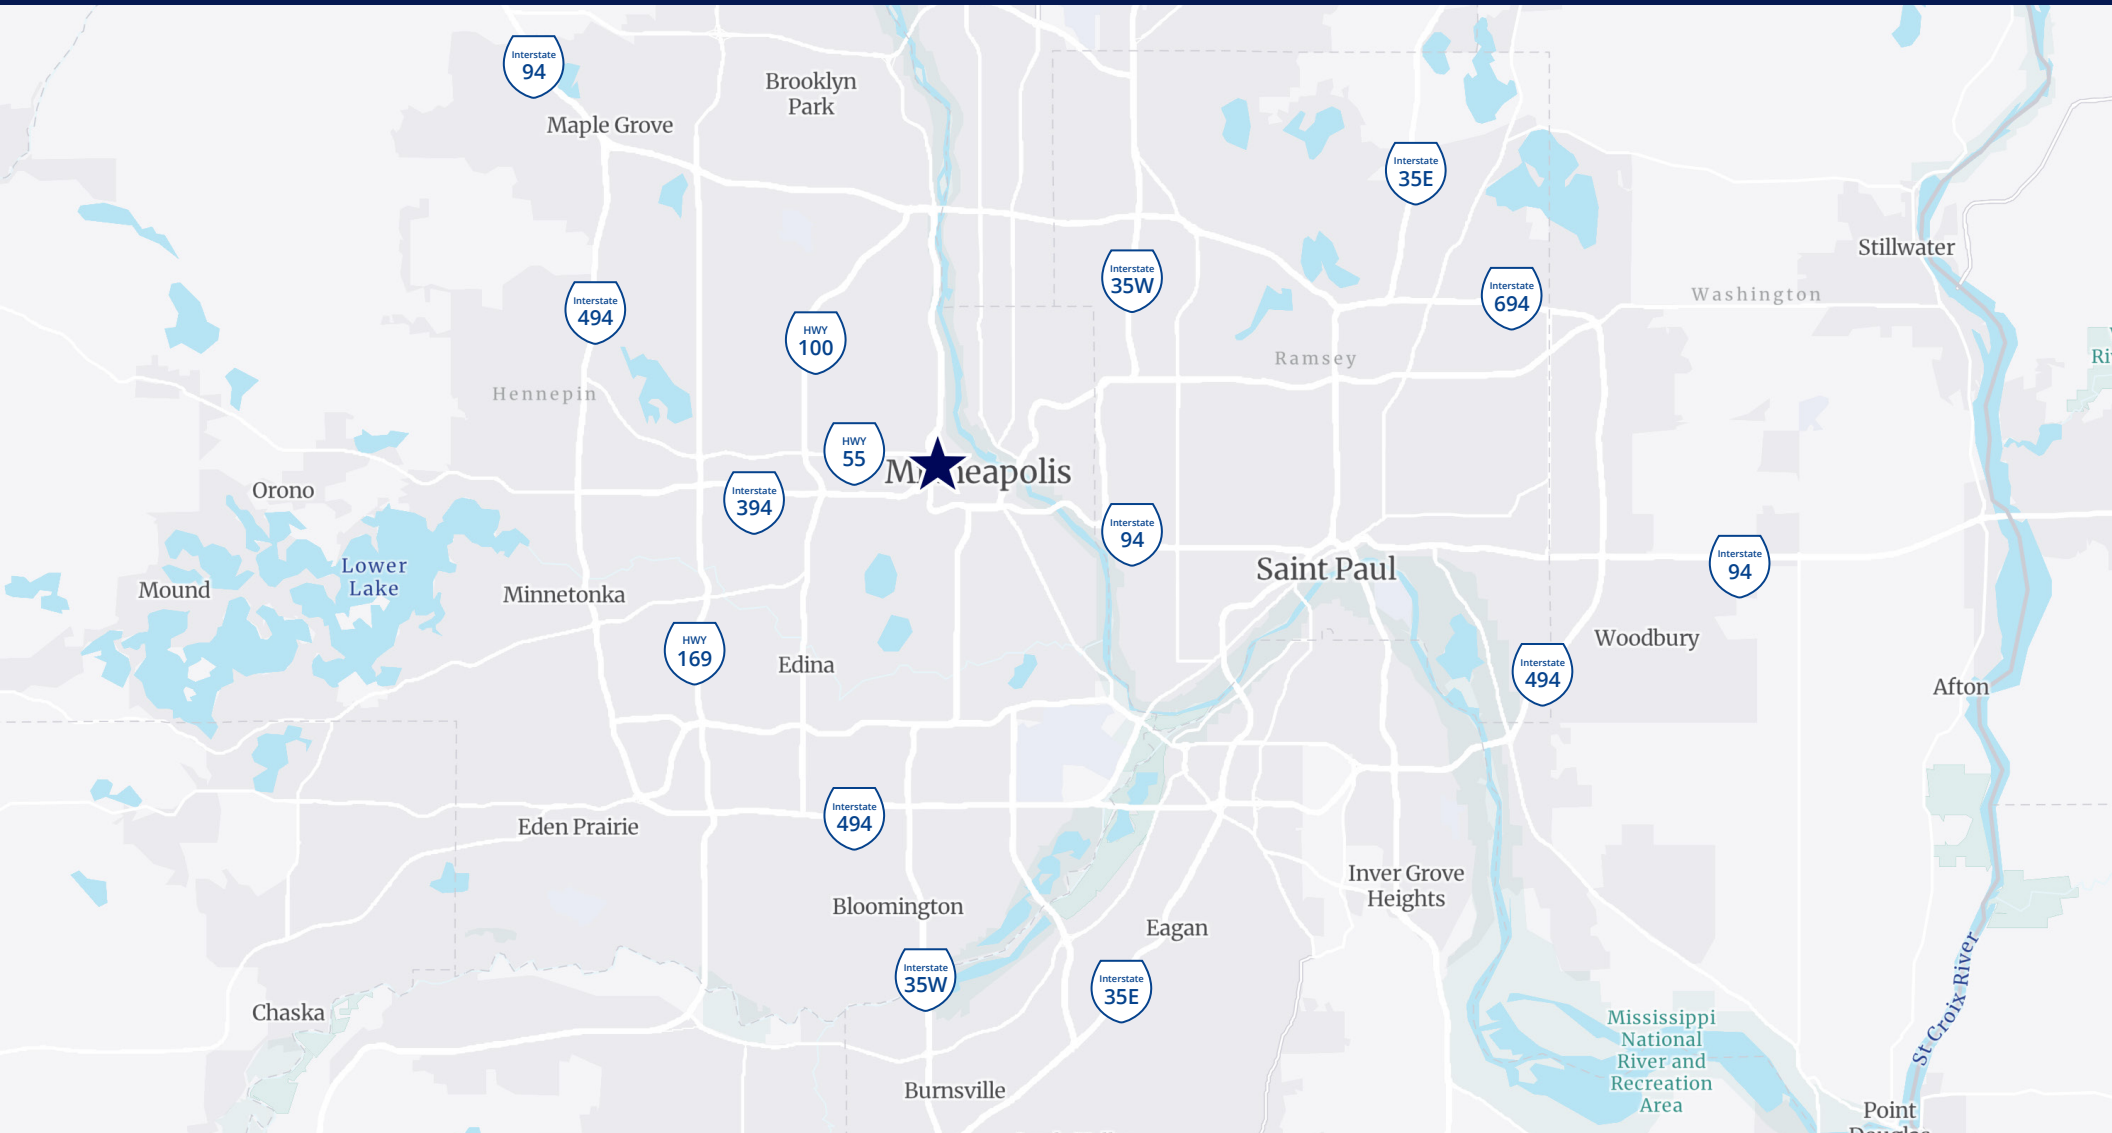 Interstate
94
Brooklyn
Park
Maple Grove
Interstate
35E
Stillwater
Interstate
35W
Interstate
694
Washington
Interstate
494
HWY
100
Ramsey
Ri
Hennepin
HWY
55
Minneapolis
Orono
Interstate
394
Interstate
94
Lower
Lake
Saint Paul
Interstate
94
Mound
Minnetonka
HWY
169
Edina
Woodbury
Interstate
494
Afton
Interstate
494
Eden Prairie
Inver Grove
Heights
Bloomington
Eagan
Interstate
35W
Interstate
35E
St Croix River
Chaska
Mississippi
National
River and
Recreation
Area
Burnsville
Point